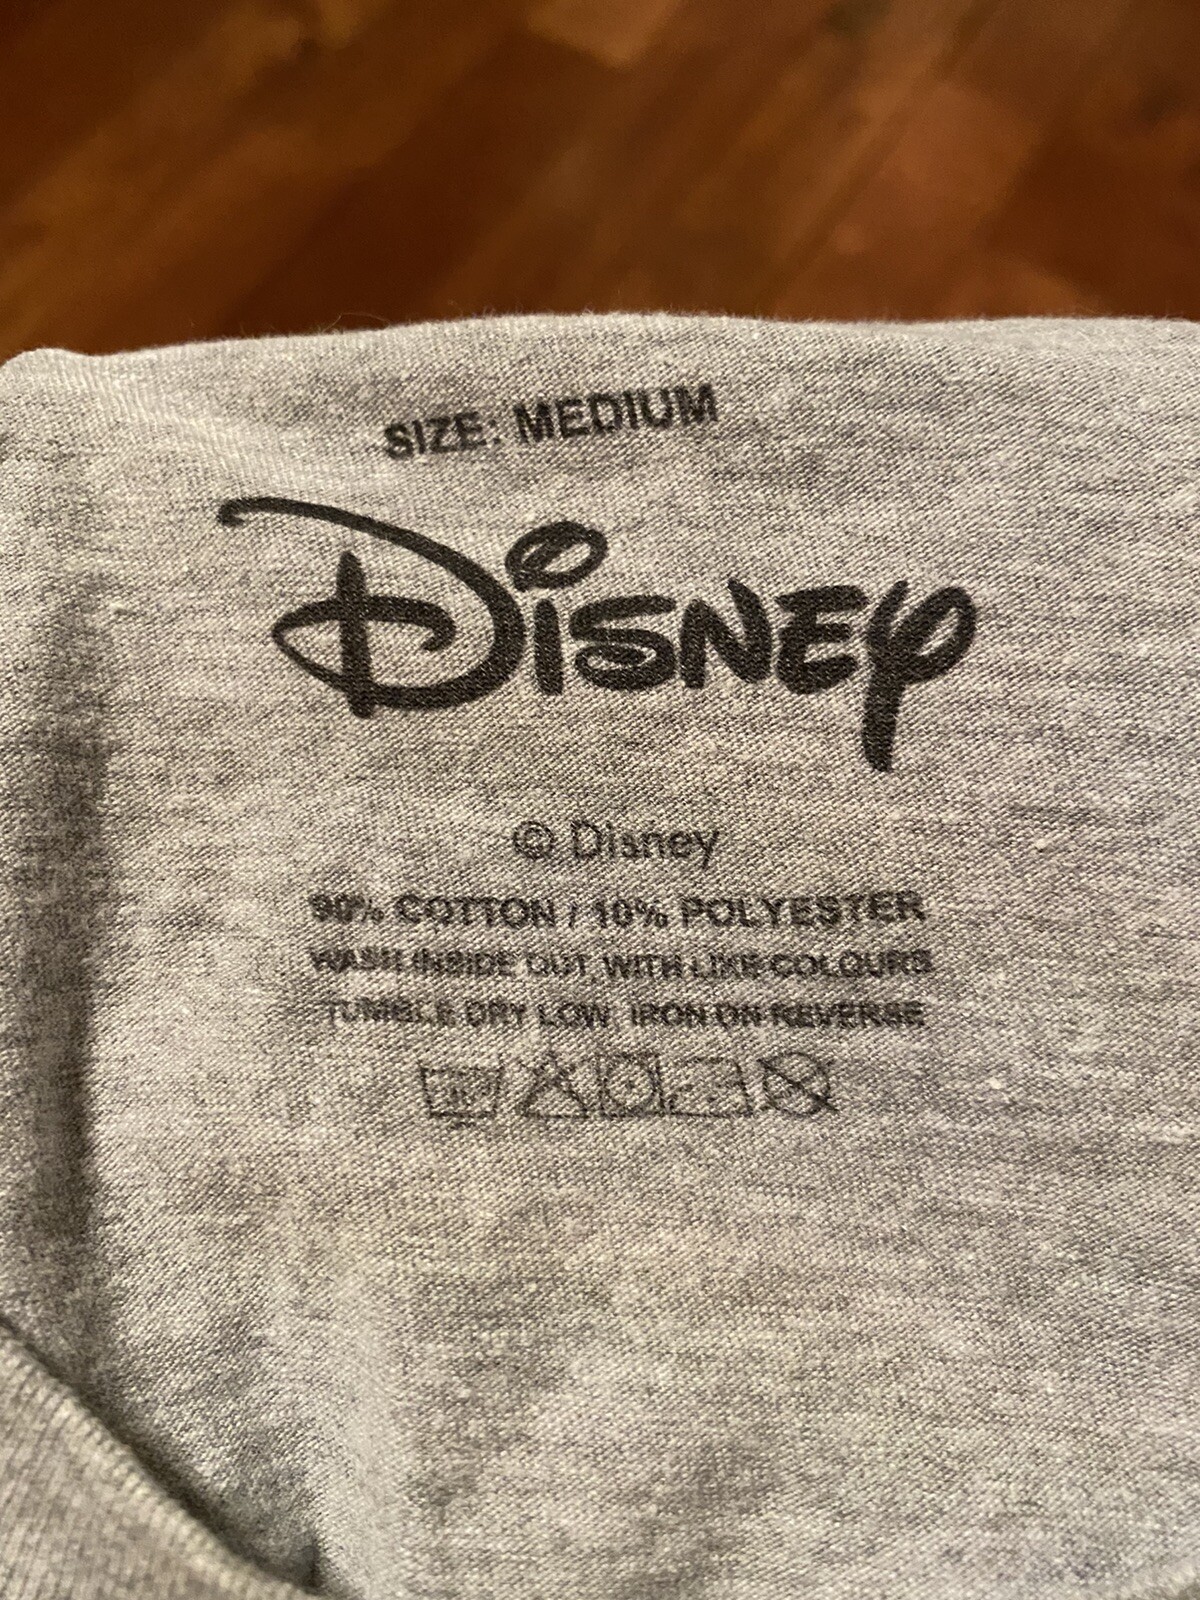 SIZE: MEDIUM
Disney
© Disney
90% COTTON / 10% POLYESTER
WASH INSIDE OUT, WITH LIKE COLOURS
TUMBLE DRY LOW, IRON ON REVERSE